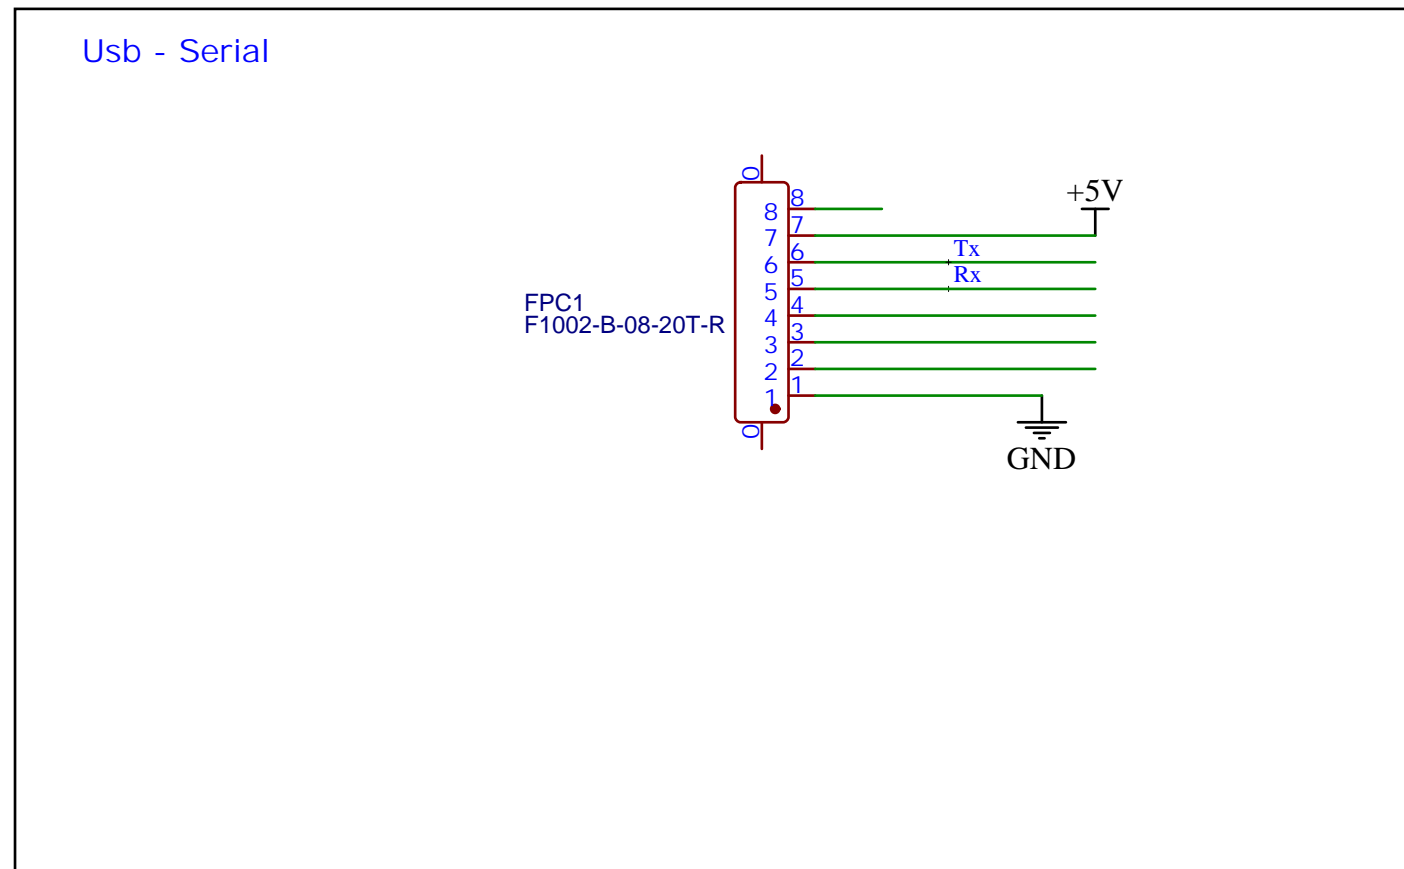 Usb - Serial
0
8 8
+5V
7 7
6 6 Tx
5 5 Rx
4 4
FPC1
F1002-B-08-20T-R
3 3
2 2
1 1
0
GND